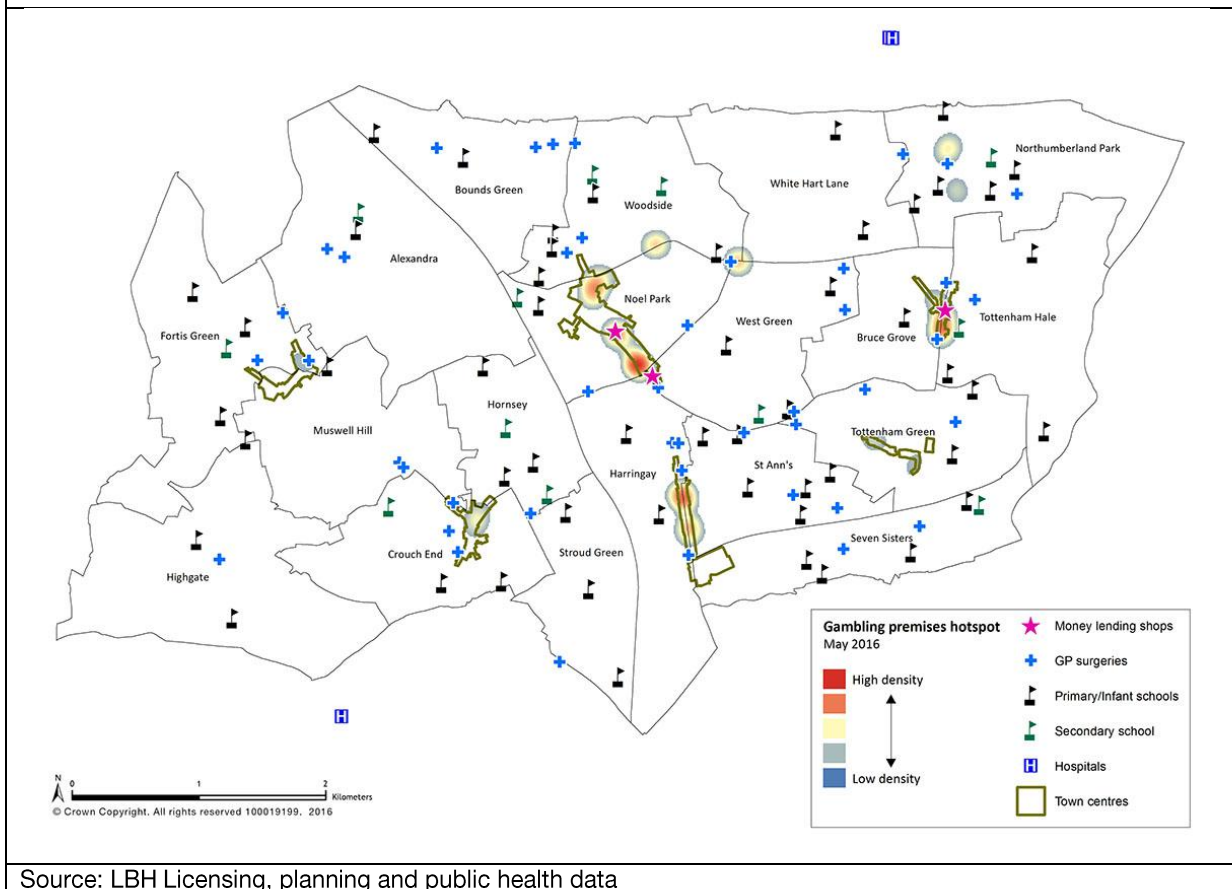 Northumberland Park
White Hart Lane
Bounds Green
Woodside
Alexandra
Noel Park
West Green
Tottenham Hale
Fortis Green
Bruce Grove
Hornsey
Muswell Hill
Tottenham Green
Harringay
St Ann's
Seven Sisters
Crouch End
Stroud Green
Highgate
Gambling premises hotspot
May 2016
High density
Low density
Money lending shops
GP surgeries
Primary/Infant schools
Secondary school
H Hospitals
Town centres
H
H
N
0 1 2
Kilometers
© Crown Copyright. All rights reserved 100019199. 2016
Source: LBH Licensing, planning and public health data